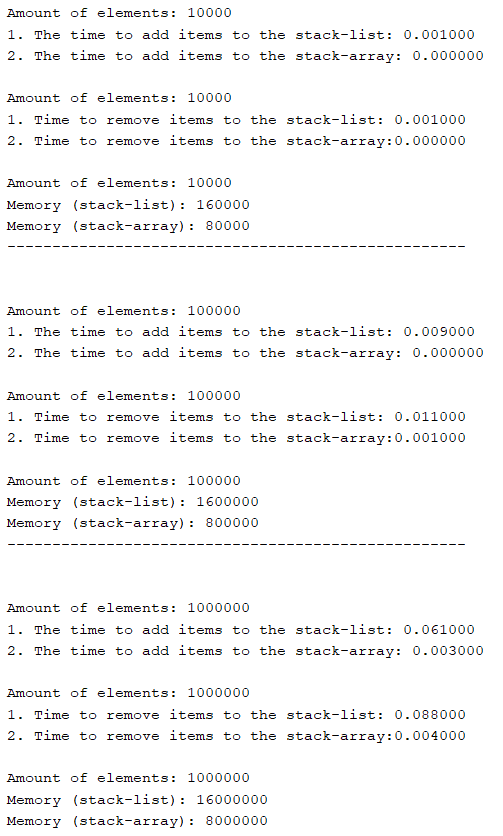 Amount of elements: 10000
1. The time to add items to the stack-list: 0.001000
2. The time to add items to the stack-array: 0.000000
Amount of elements: 10000
1. Time to remove items to the stack-list: 0.001000
2. Time to remove items to the stack-array:0.000000
Amount of elements: 10000
Memory (stack-list): 160000
Memory (stack-array): 80000
---------------------------------------------------
Amount of elements: 100000
1. The time to add items to the stack-list: 0.009000
2. The time to add items to the stack-array: 0.000000
Amount of elements: 100000
1. Time to remove items to the stack-list: 0.011000
2. Time to remove items to the stack-array:0.001000
Amount of elements: 100000
Memory (stack-list): 1600000
Memory (stack-array): 800000
---------------------------------------------------
Amount of elements: 1000000
1. The time to add items to the stack-list: 0.061000
2. The time to add items to the stack-array: 0.003000
Amount of elements: 1000000
1. Time to remove items to the stack-list: 0.088000
2. Time to remove items to the stack-array:0.004000
Amount of elements: 1000000
Memory (stack-list): 16000000
Memory (stack-array): 8000000